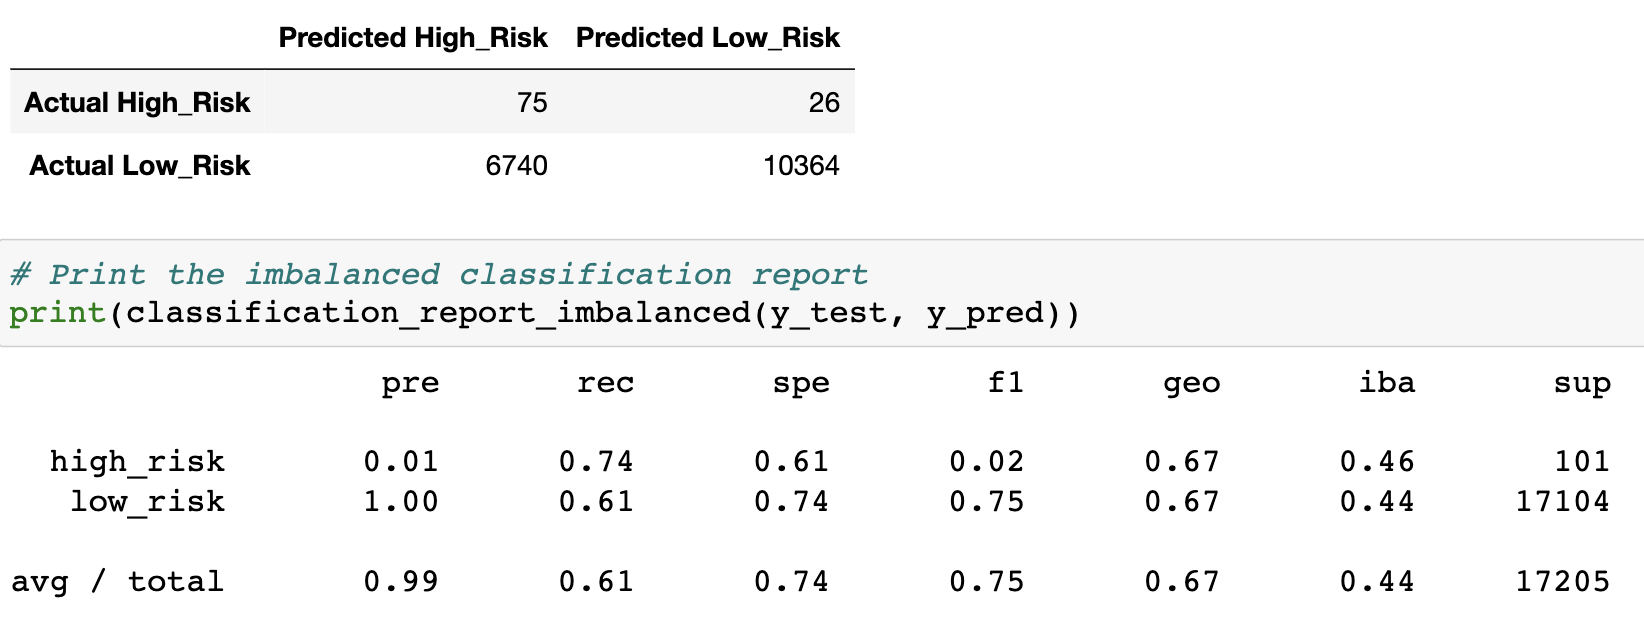 Predicted High_Risk Predicted Low_Risk
Actual High_Risk 75 26
Actual Low_Risk 6740 10364
# Print the imbalanced classification report
print(classification_report_imbalanced(y_test, y_pred))
pre rec spe f1 geo iba sup
high_risk 0.01 0.74 0.61 0.02 0.67 0.46 101
low_risk 1.00 0.61 0.74 0.75 0.67 0.44 17104
avg / total 0.99 0.61 0.74 0.75 0.67 0.44 17205